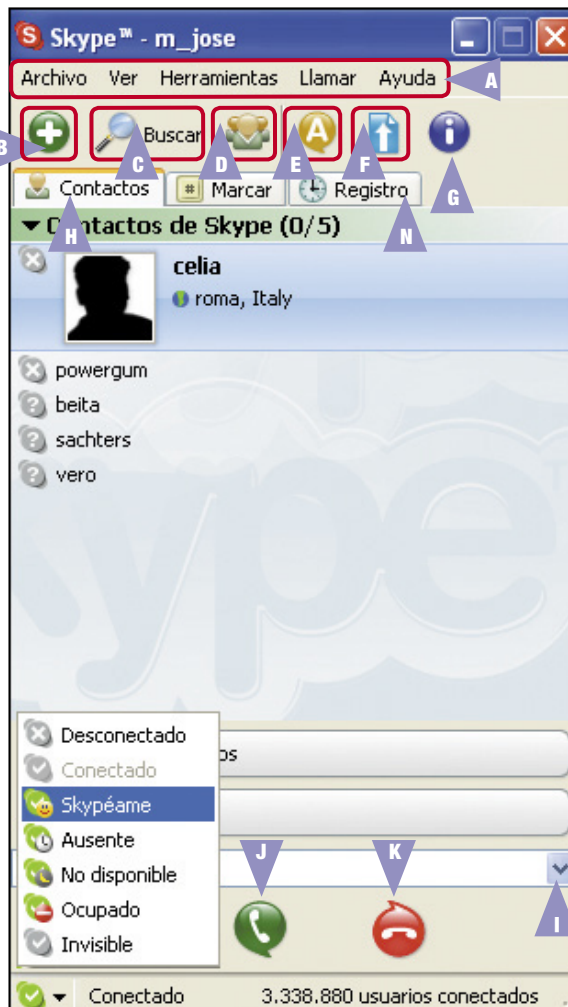 Skype™ - m_jose
Archivo Ver Herramientas Llamar Ayuda
A
Buscar
B
C
D
E
F
G
Contactos Marcar Registro
H
N
Contactos de Skype (0/5)
celia
roma, Italy
powergum
beita
sachters
vero
Desconectado
os
Conectado
Skypéame
Ausente
J
K
No disponible
I
Ocupado
Invisible
Conectado 3.338.880 usuarios conectados